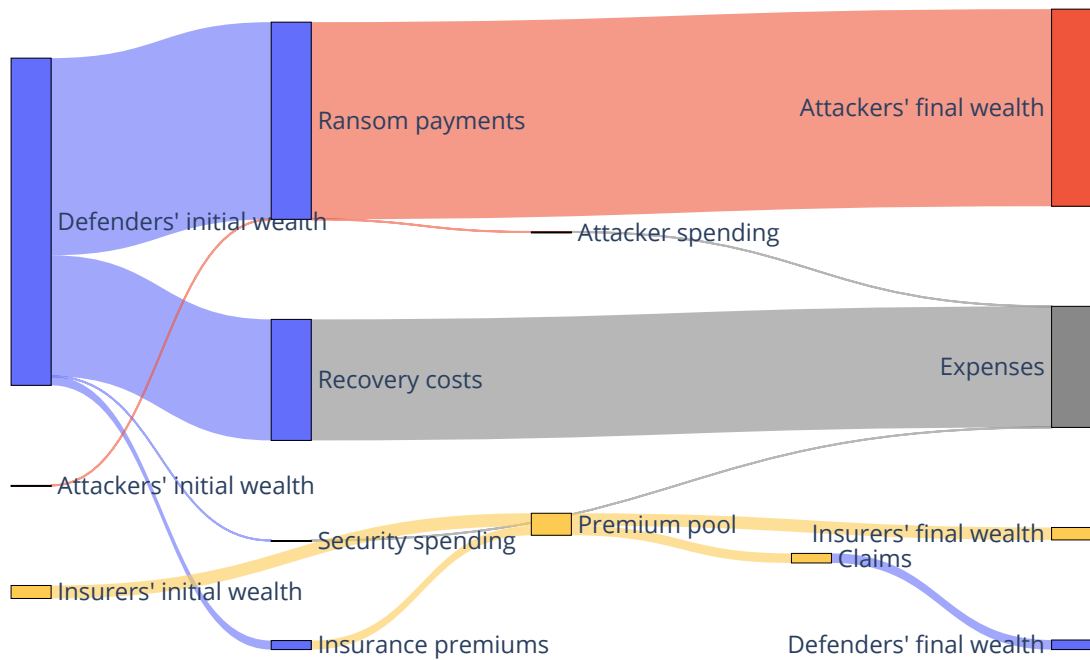 Attackers' final wealth
Ransom payments
Defenders' initial wealth
Attacker spending
Expenses
Recovery costs
Attackers' initial wealth
Premium pool
Insurers' final wealth
Security spending
Claims
Insurers' initial wealth
Insurance premiums
Defenders' final wealth